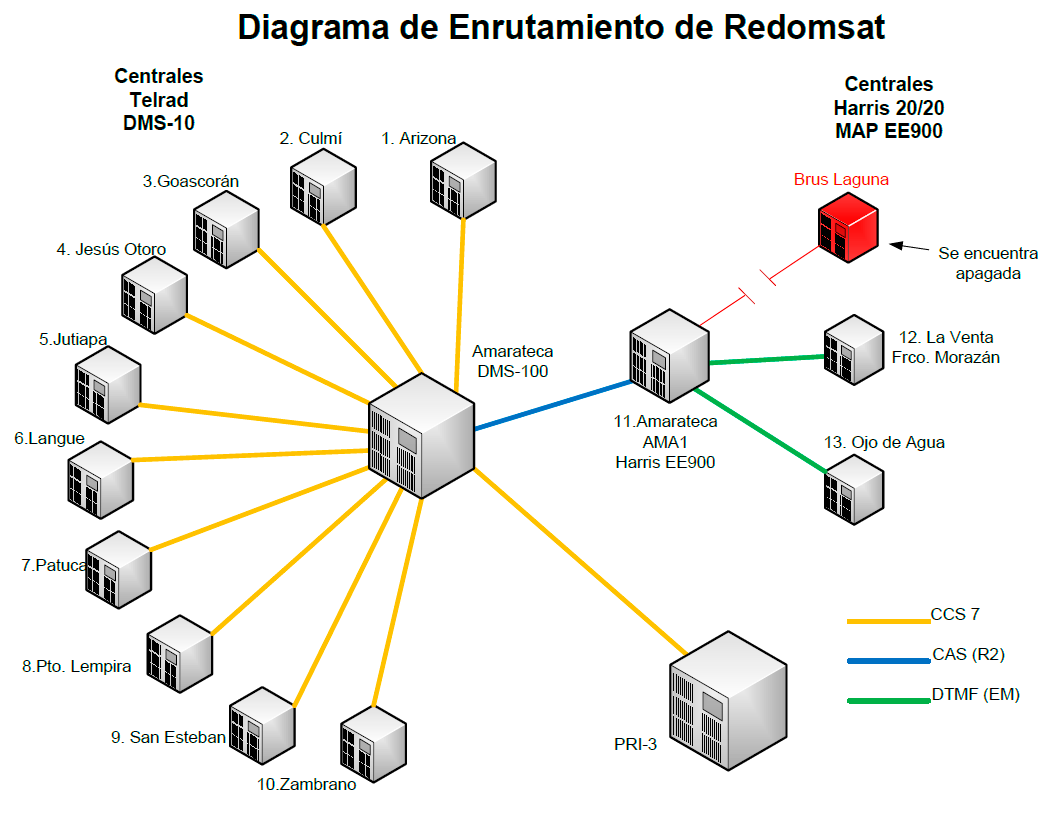 Diagrama de Enrutamiento de Redomsat
Centrales
Telrad
DMS-10
Centrales
Harris 20/20
MAP EE900
2. Culmí
1. Arizona
3.Goascorán
4. Jesús Otoro
5.Jutiapa
6.Langue
7.Patuca
8.Pto. Lempira
9. San Esteban
10.Zambrano
Amarateca
DMS-100
Brus Laguna
Se encuentra
apagada
12. La Venta
Frco. Morazán
11.Amarateca
AMA1
Harris EE900
13. Ojo de Agua
PRI-3
CCS 7
CAS (R2)
DTMF (EM)